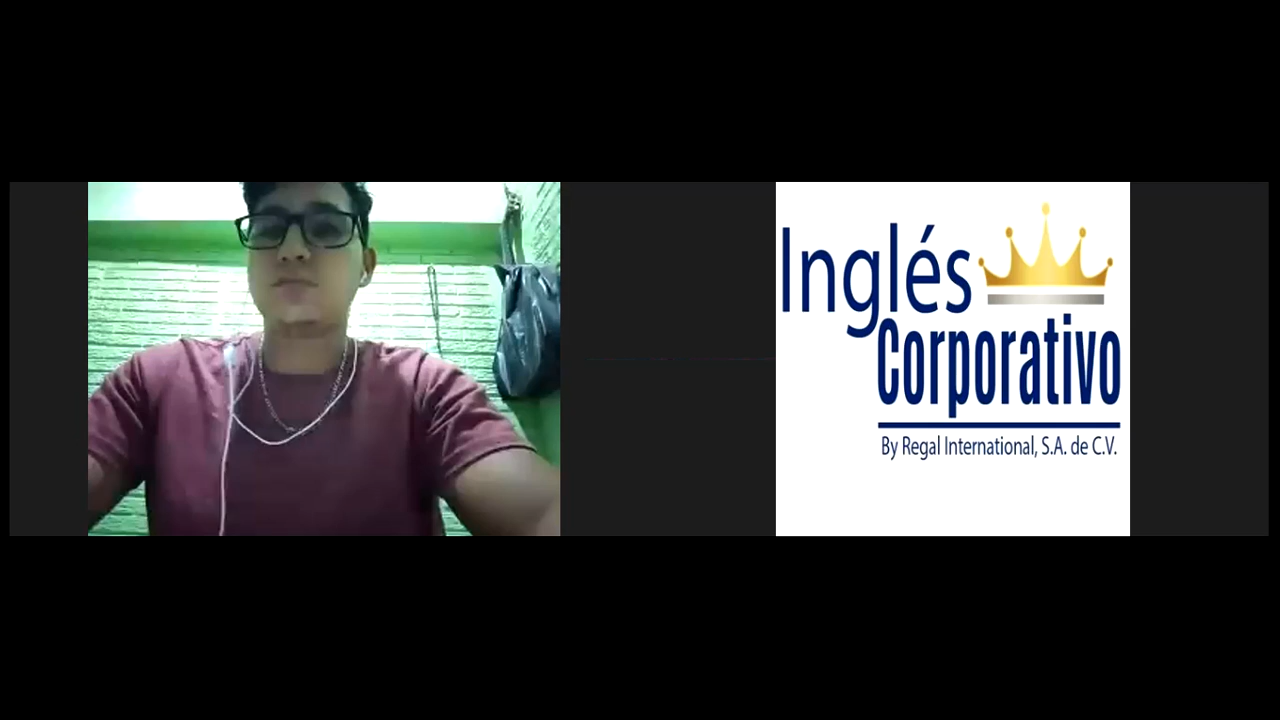 Inglés
Corporativo
By Regal International, S.A. de C.V.